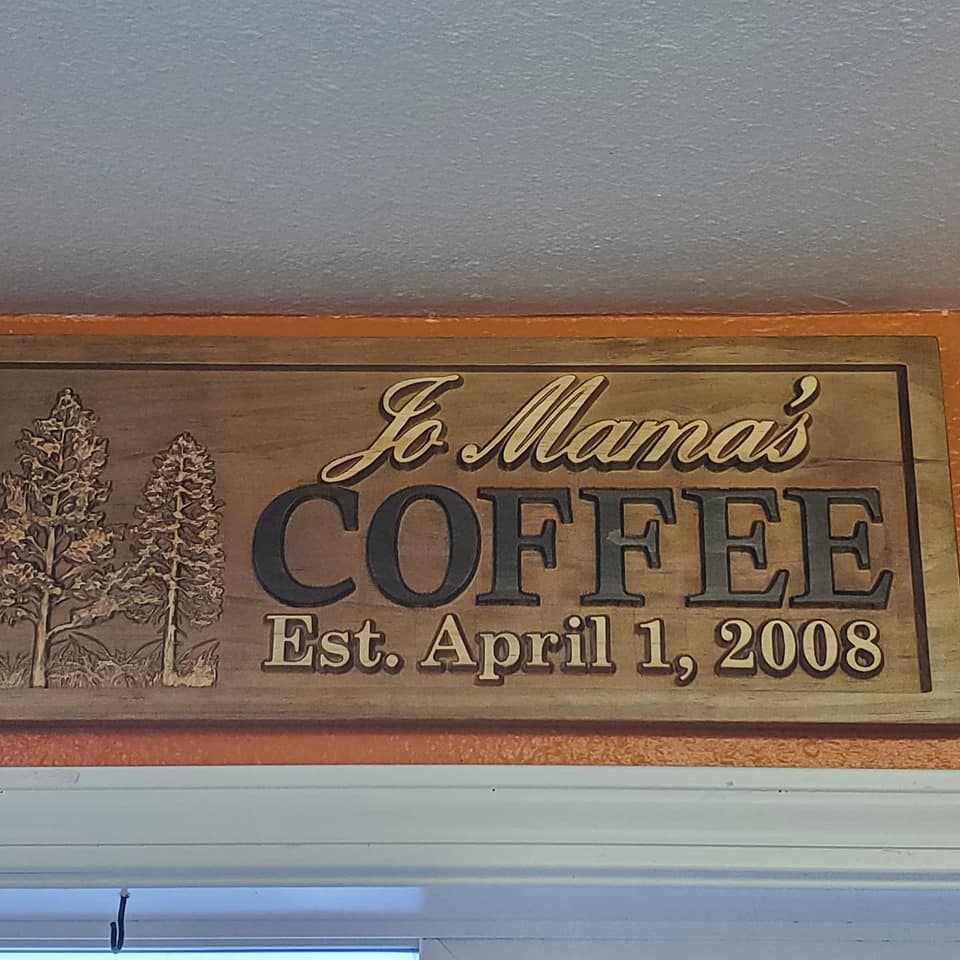 Jo Mama's
COFFEE
Est. April 1, 2008